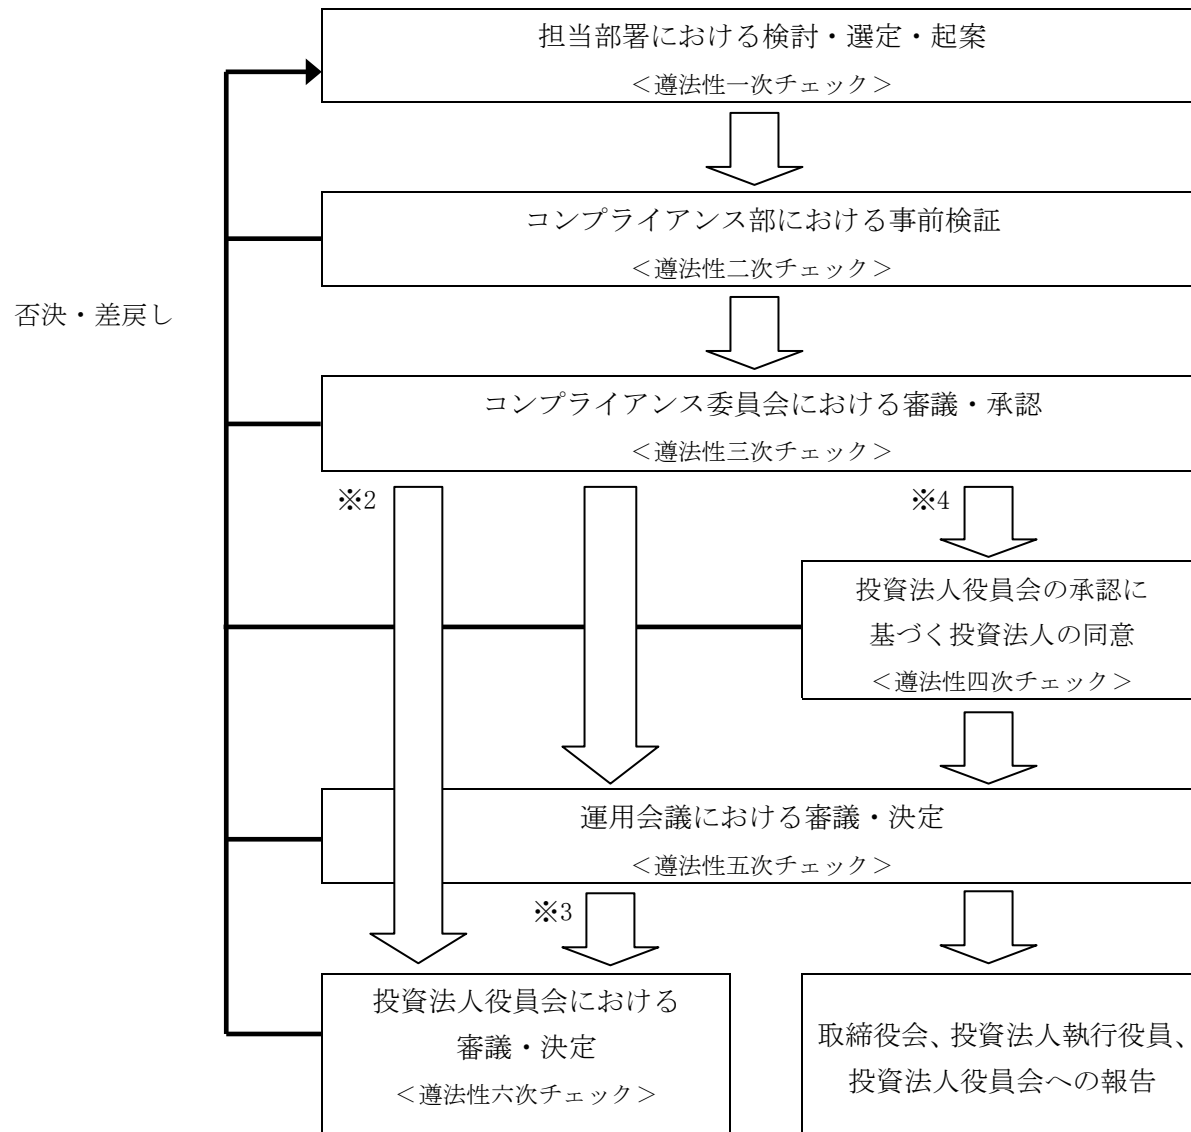 担当部署における検討・選定・起案
＜遵法性一次チェック＞
コンプライアンス部における事前検証
＜遵法性二次チェック＞
否決・差戻し
コンプライアンス委員会における審議・承認
＜遵法性三次チェック＞
※2
※4
投資法人役員会の承認に
基づく投資法人の同意
＜遵法性四次チェック＞
運用会議における審議・決定
＜遵法性五次チェック＞
※3
投資法人役員会における
審議・決定
＜遵法性六次チェック＞
取締役会、投資法人執行役員、
投資法人役員会への報告